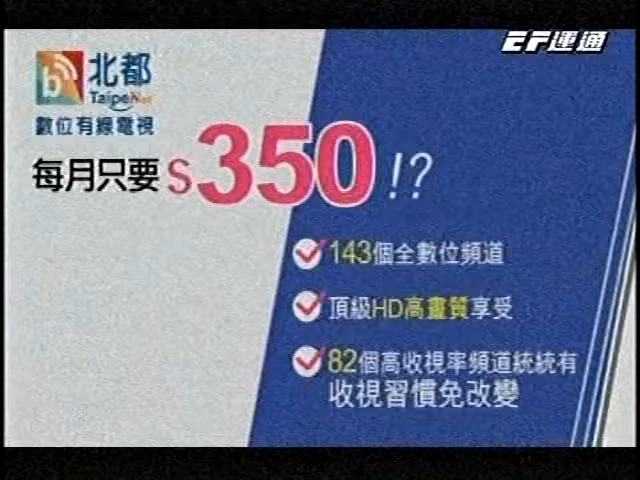 EF運通
北都
TaipeiNet
數位有線電視
每月只要$350!?
143個全數位頻道
頂級HD高畫質享受
82個高收視率頻道統統有
收視習慣免改變